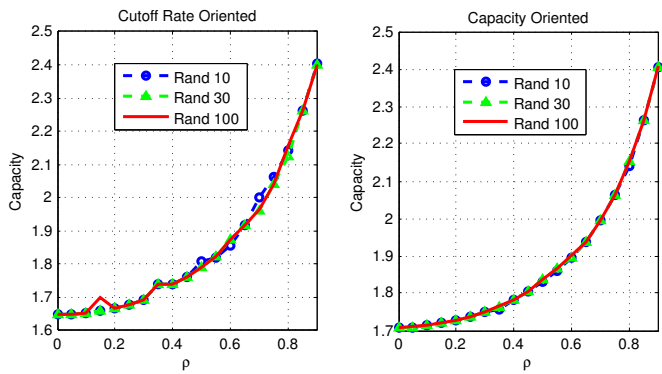 Cutoff Rate Oriented
2.5
2.4
2.3
2.2
2.1
2
1.9
1.8
1.7
1.6
Capacity
Rand 10
Rand 30
Rand 100
0 0.2 0.4 0.6 0.8
ρ
Capacity Oriented
2.5
2.4
2.3
2.2
2.1
2
1.9
1.8
1.7
Capacity
Rand 10
Rand 30
Rand 100
0 0.2 0.4 0.6 0.8
ρ